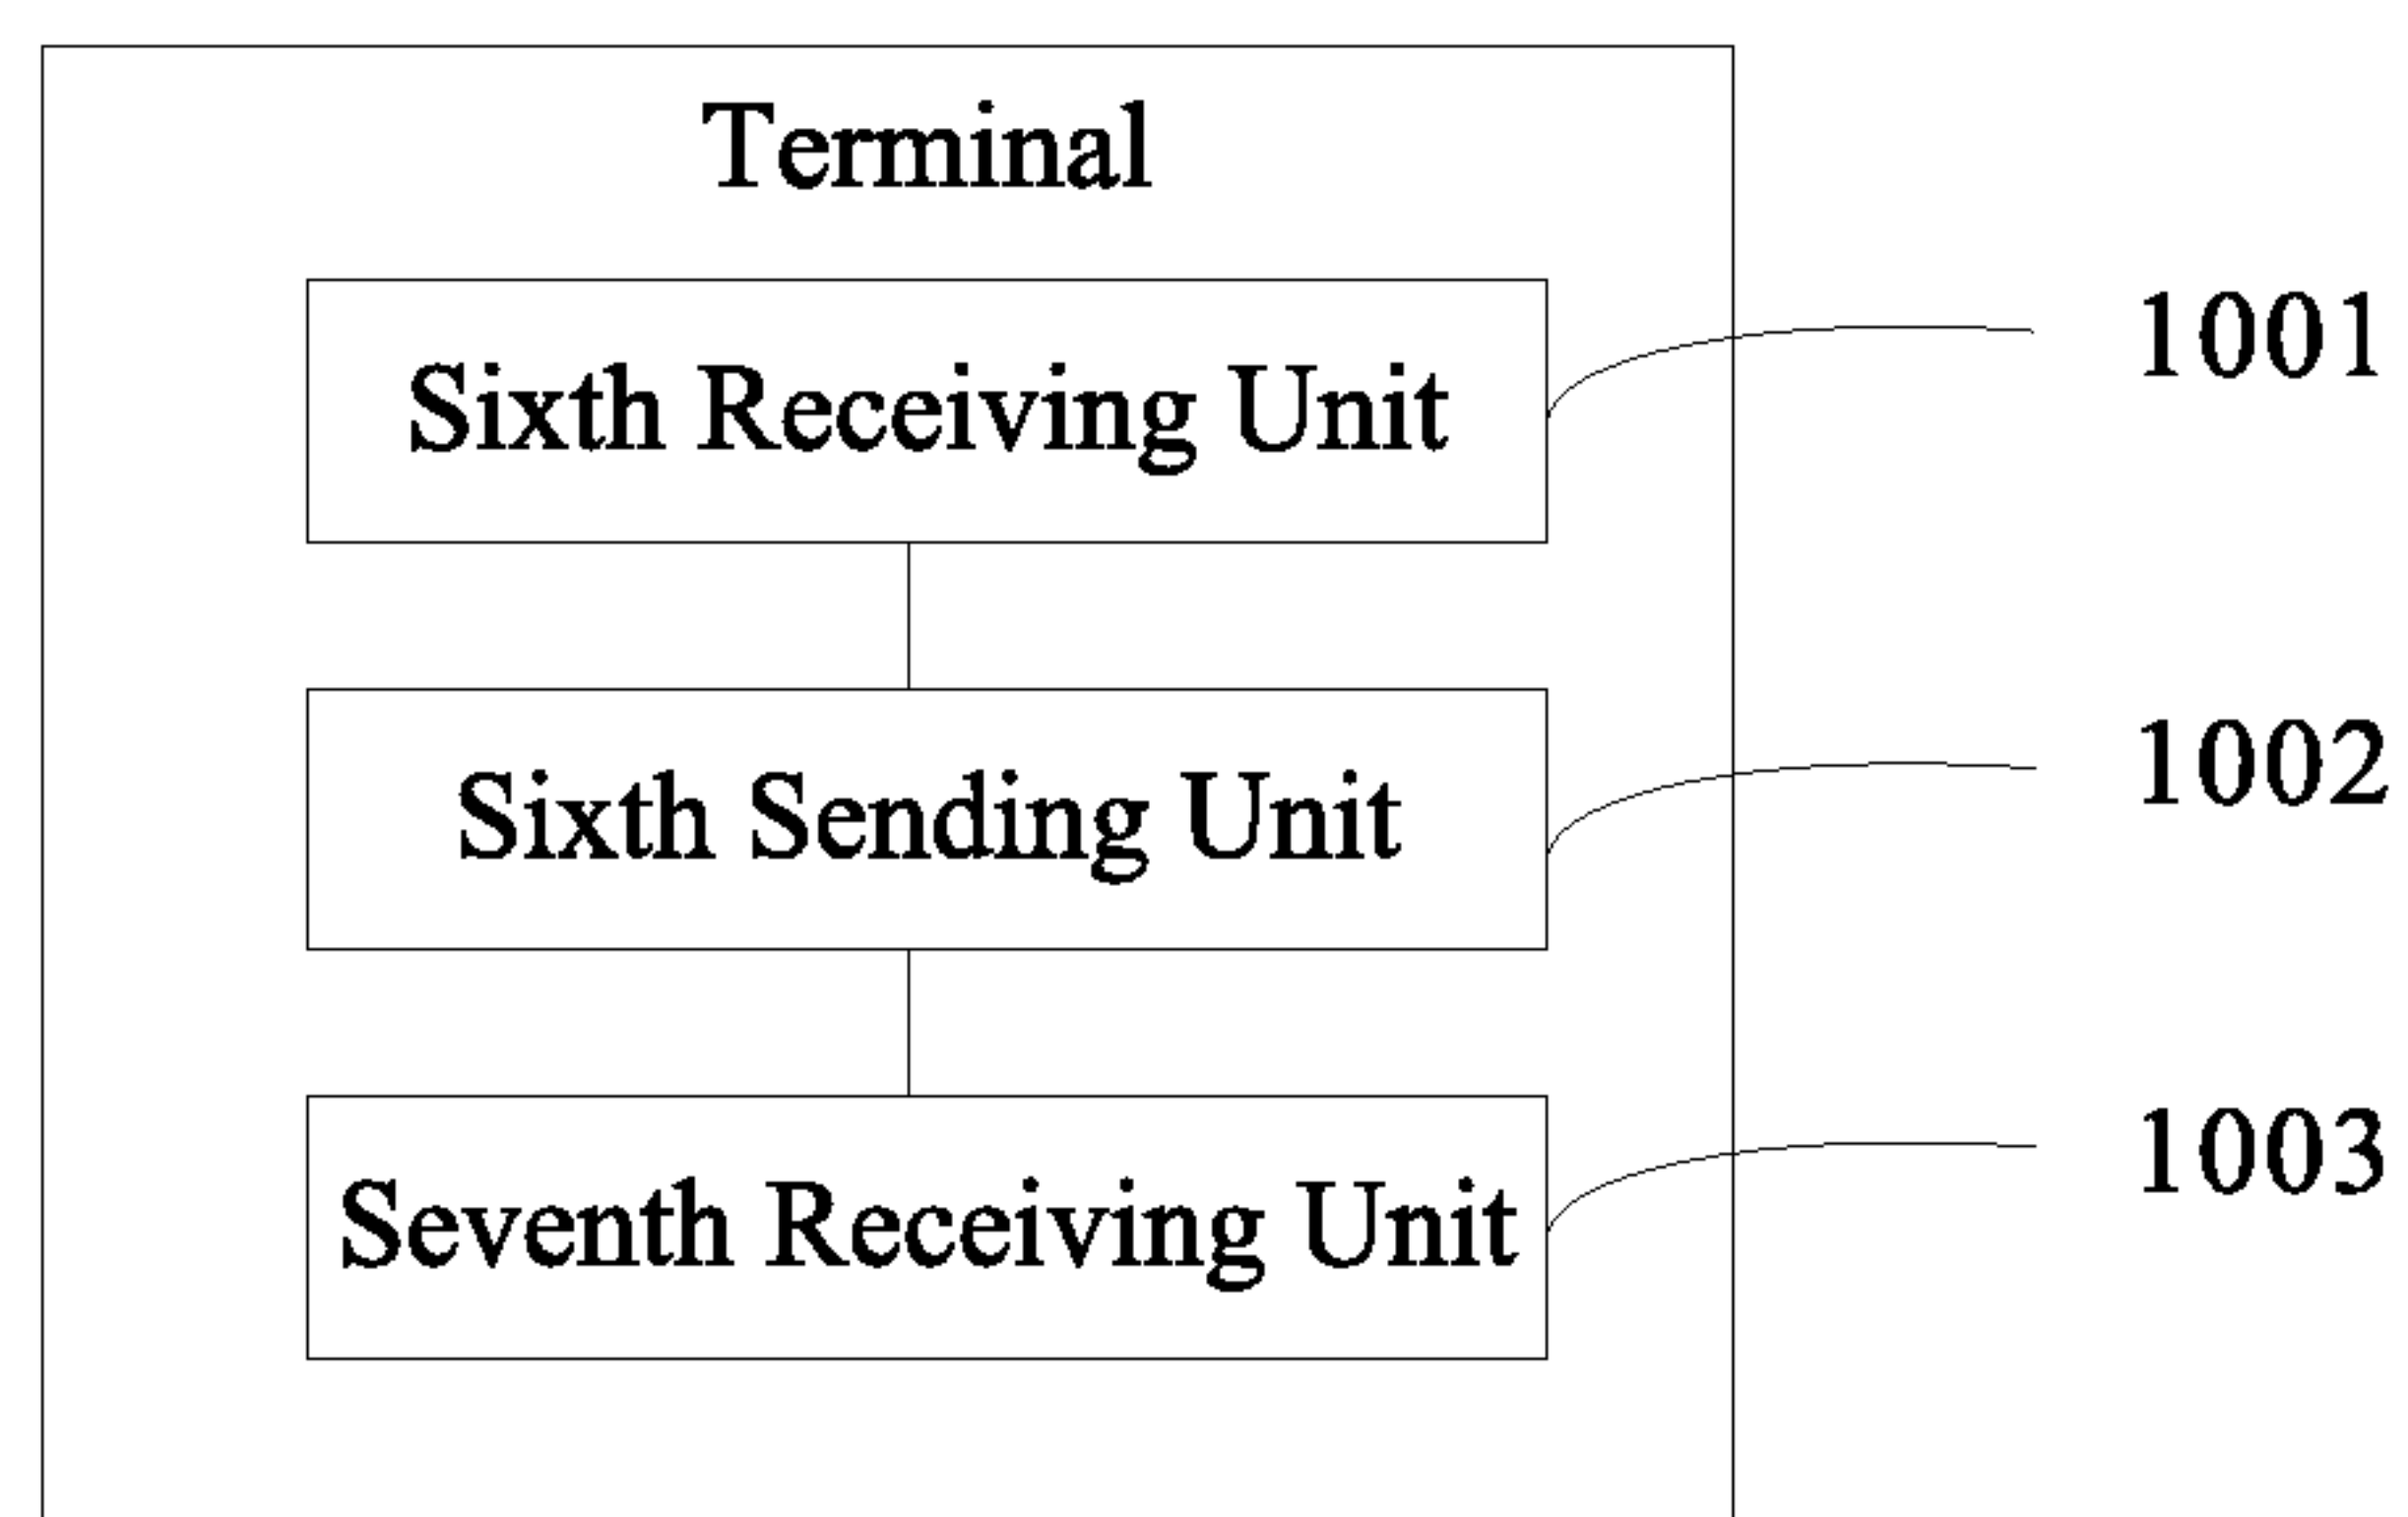 Terminal
Sixth Receiving Unit
1001
Sixth Sending Unit
1002
Seventh Receiving Unit
1003